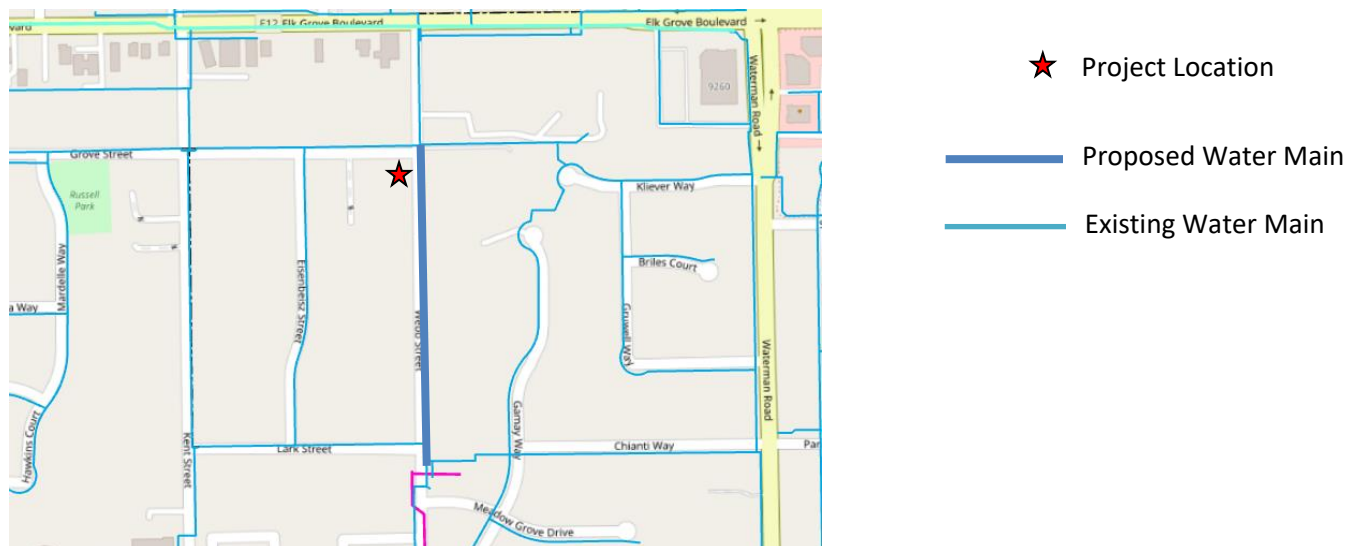 E12 Elk Grove Boulevard
Elk Grove Boulevard
Waterman Road
9260
Grove Street
Russell
Park
Kliever Way
Mardelle Way
Eisenbeisz Street
Briles Court
a Way
Webb Street
Gruwell Way
Waterman Road
Hawkins Court
Kent Street
Lark Street
Gamay Way
Chianti Way
Par
Meadow Grove Drive
Project Location
Proposed Water Main
Existing Water Main